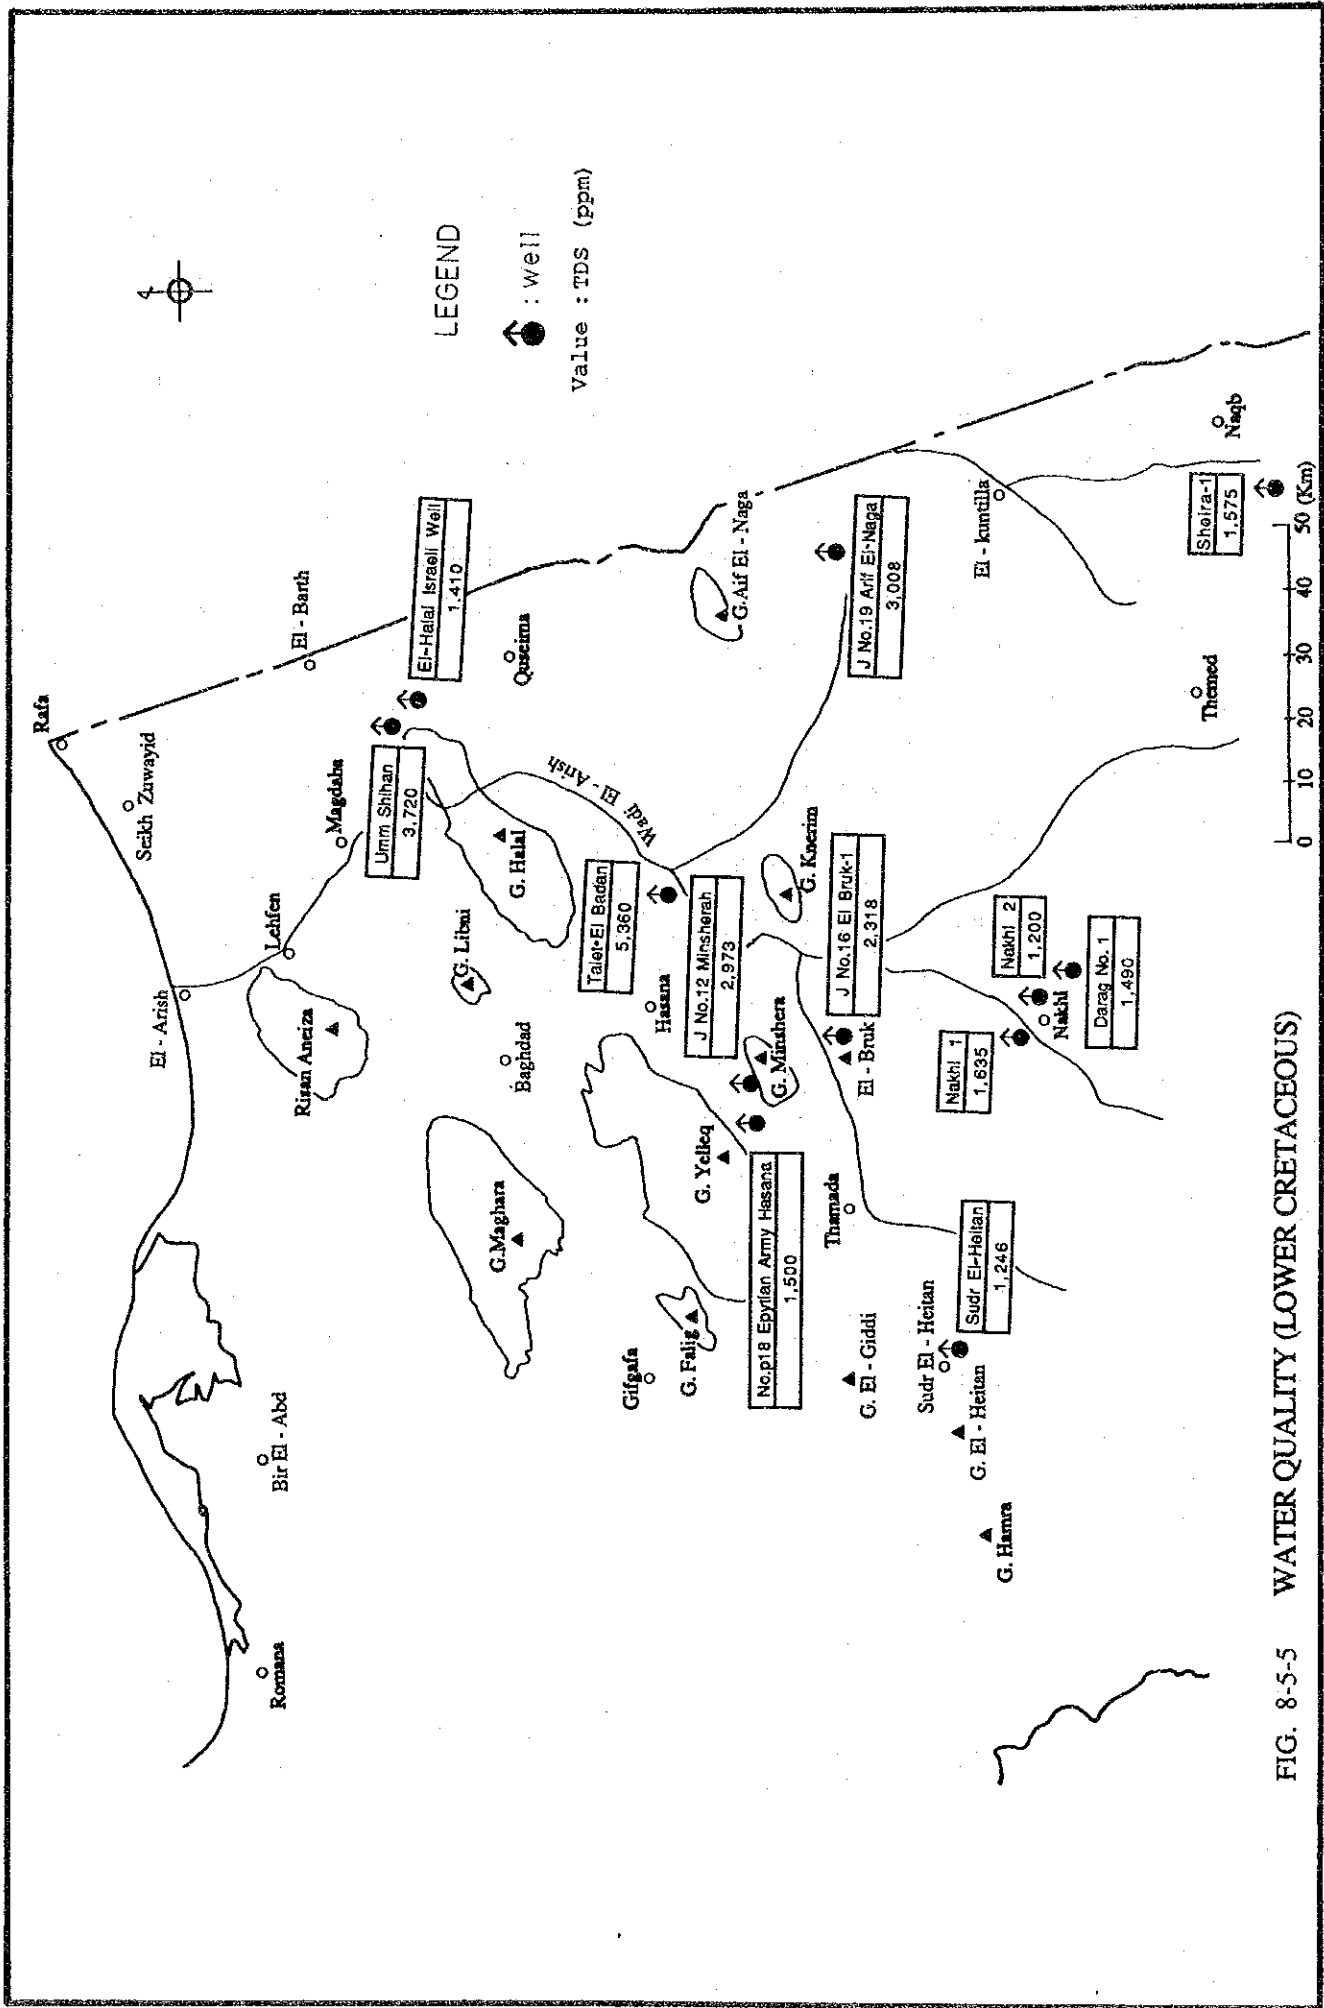 Rafa
Seikh Zuwayid
El - Arish
El - Barth
Lehfen
Magdaba
Risan Aneiza
Bir El - Abd
Romana
LEGEND
: well
Value : TDS (ppm)
El-Halal Israeli Well
1,410
Umm Shihan
3,720
Quseima
G. Halal
G. Libni
Baghdad
G.Maghara
Wadi El - Arish
Talet-El Badan
5,360
Hasana
J No.12 Minsherah
2,973
G.Aif El - Naga
G. Yelleq
G. Minshera
G. Knerim
Gifgafa
G. Falig
No.p18 Epytian Army Hasana
1,500
J No.16 El Bruk-1
2,318
J No.19 Arif El-Naga
3,008
El - Bruk
Thamada
G. El - Giddi
Sudr El - Heitan
Sudr El-Heitan
1,246
G. El - Heitan
G. Hamra
Nakhl 1
1,635
Nakhl 2
1,200
Nakhl
Darag No. 1
1,490
El - kuntilla
Themed
Sheira-1
1,575
Naqb
0 10 20 30 40 50 (Km)
FIG. 8-5-5 WATER QUALITY (LOWER CRETACEOUS)